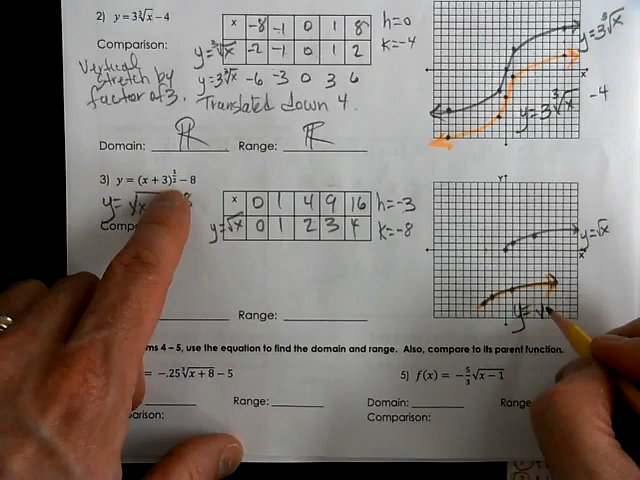 2) y = 3∛x − 4
x -8 -1 0 1 8
h=0
y=∛x -2 -1 0 1 2
k=-4
Comparison:
y=3∛x -6 -3 0 3 6
Vertical
stretch by
factor of 3. Translated down 4.
Domain: ℝ Range: ℝ
y=3∛x
y=3∛x -4
x
3) y = (x + 3)^½ − 8
x 0 1 4 9 16
h=-3
y=√x 0 1 2 3 4
k=-8
y=√x 8
Comp
Range:
Y
y=√x
x
y=√
ms 4 – 5, use the equation to find the domain and range. Also, compare to its parent function.
= −.25∛x + 8 − 5
5) f(x) = −5/3√x − 1
Range:
Domain:
Range
parison:
Comparison: